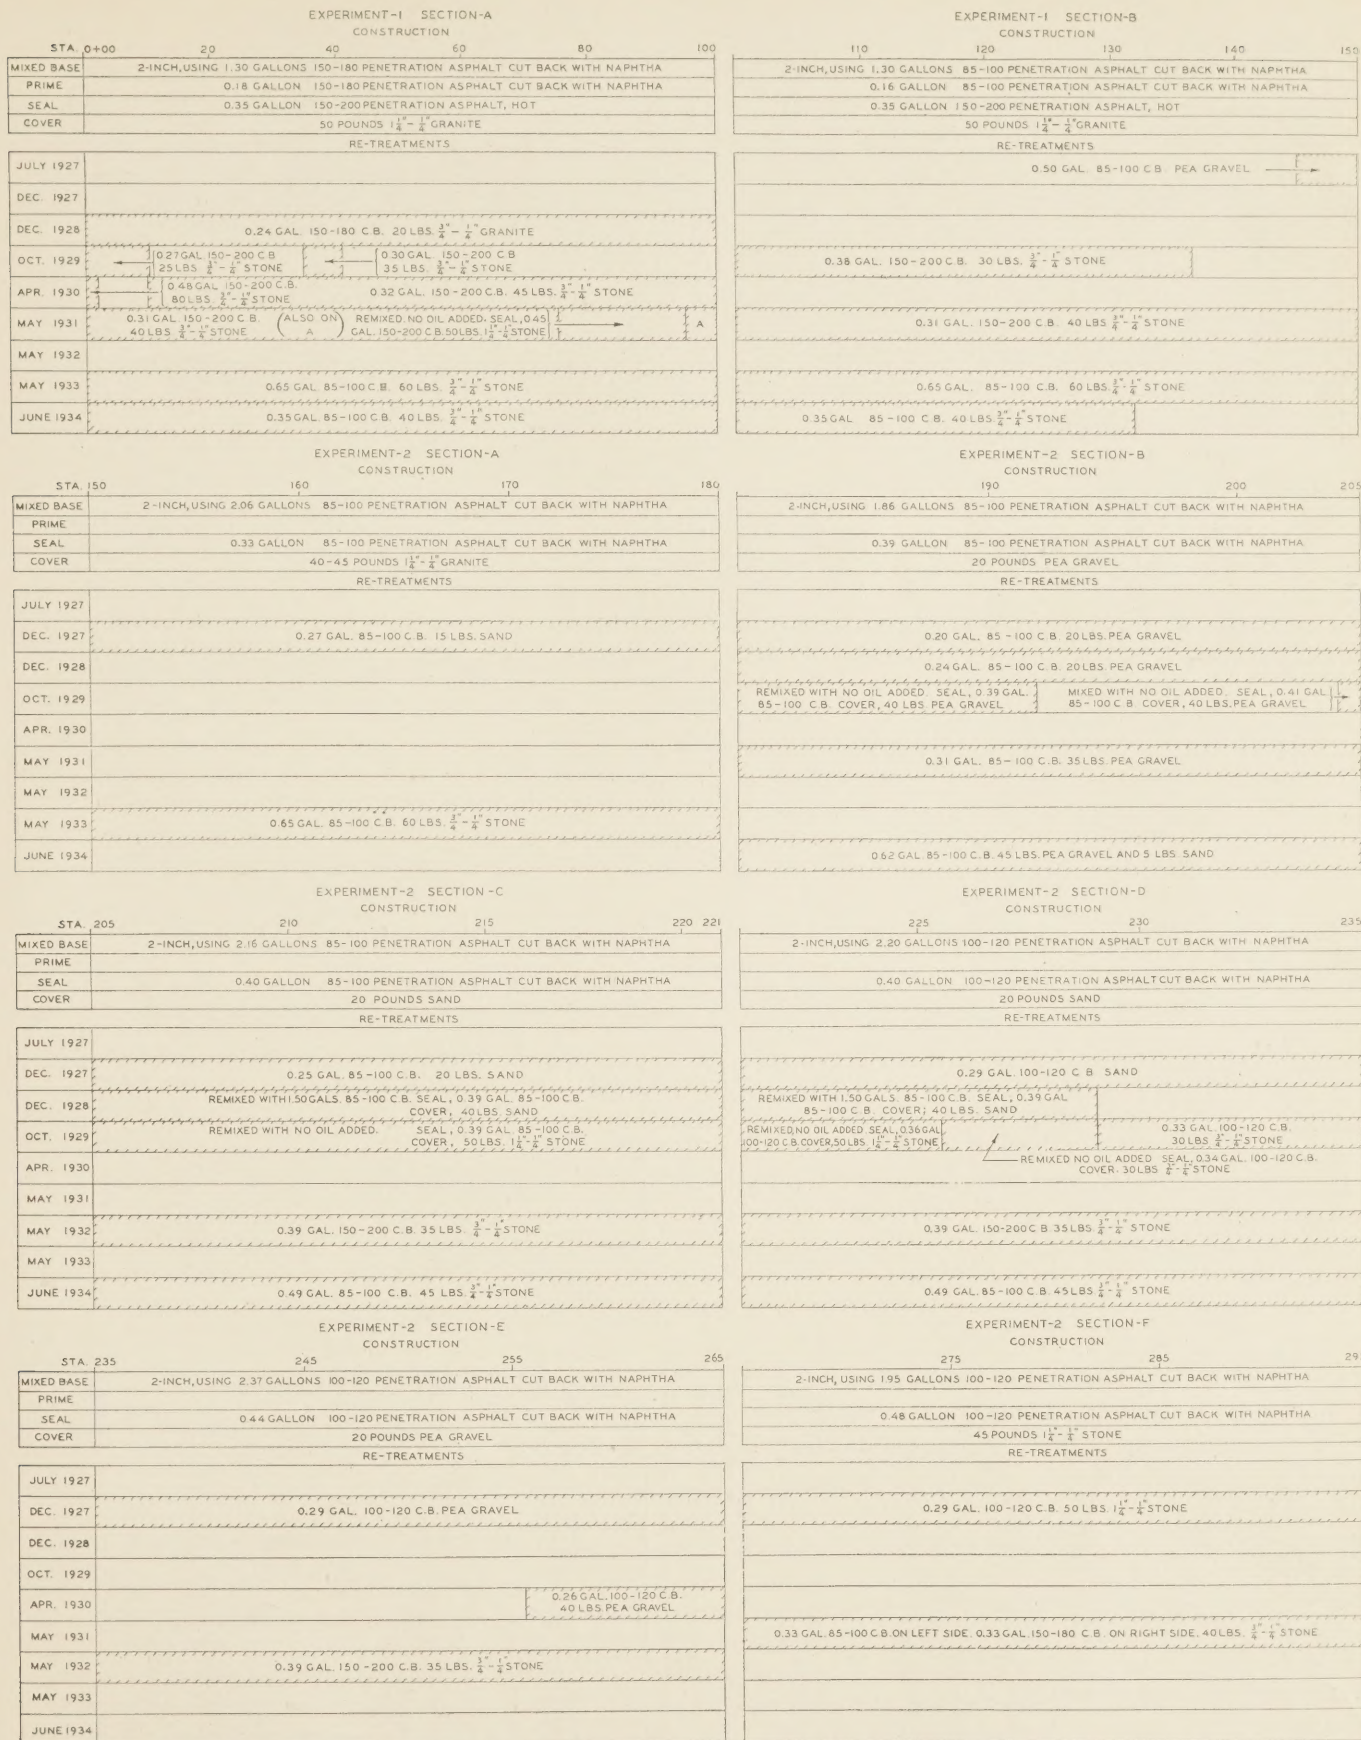 EXPERIMENT-1 SECTION-A
CONSTRUCTION
STA. 0+00 20 40 60 80 100
MIXED BASE 2-INCH, USING 1.30 GALLONS 150-180 PENETRATION ASPHALT CUT BACK WITH NAPHTHA
PRIME 0.18 GALLON 150-180 PENETRATION ASPHALT CUT BACK WITH NAPHTHA
SEAL 0.35 GALLON 150-200 PENETRATION ASPHALT, HOT
COVER 50 POUNDS 1 1/4" - 1/4" GRANITE
RE-TREATMENTS
JULY 1927
DEC. 1927
DEC. 1928 0.24 GAL. 150-180 C.B. 20 LBS. 3/4" - 1/4" GRANITE
OCT. 1929 0.27 GAL. 150-200 C.B. 0.30 GAL. 150-200 C.B.
25 LBS. 3/4" - 1/4" STONE 35 LBS. 3/4" - 1/4" STONE
APR. 1930 0.48 GAL. 150-200 C.B. 0.32 GAL. 150-200 C.B. 45 LBS. 3/4" - 1/4" STONE
80 LBS. 3/4" - 1/4" STONE
MAY 1931 0.31 GAL. 150-200 C.B. (ALSO ON A) REMIXED. NO OIL ADDED. SEAL, 0.45 A
40 LBS. 3/4" - 1/4" STONE GAL. 150-200 C.B. 50 LBS. 1 1/4" - 1/4" STONE
MAY 1932
MAY 1933 0.65 GAL. 85-100 C.B. 60 LBS. 3/4" - 1/4" STONE
JUNE 1934 0.35 GAL. 85-100 C.B. 40 LBS. 3/4" - 1/4" STONE
EXPERIMENT-1 SECTION-B
CONSTRUCTION
110 120 130 140 150
2-INCH, USING 1.30 GALLONS 85-100 PENETRATION ASPHALT CUT BACK WITH NAPHTHA
0.16 GALLON 85-100 PENETRATION ASPHALT CUT BACK WITH NAPHTHA
0.35 GALLON 150-200 PENETRATION ASPHALT, HOT
50 POUNDS 1 1/4" - 1/4" GRANITE
RE-TREATMENTS
0.50 GAL. 85-100 C.B. PEA GRAVEL
0.38 GAL. 150-200 C.B. 30 LBS. 3/4" - 1/4" STONE
0.31 GAL. 150-200 C.B. 40 LBS. 3/4" - 1/4" STONE
0.65 GAL. 85-100 C.B. 60 LBS. 3/4" - 1/4" STONE
0.35 GAL 85-100 C.B. 40 LBS. 3/4" - 1/4" STONE
EXPERIMENT-2 SECTION-A
CONSTRUCTION
STA. 150 160 170 180
MIXED BASE 2-INCH, USING 2.06 GALLONS 85-100 PENETRATION ASPHALT CUT BACK WITH NAPHTHA
PRIME
SEAL 0.33 GALLON 85-100 PENETRATION ASPHALT CUT BACK WITH NAPHTHA
COVER 40-45 POUNDS 1 1/4" - 1/4" GRANITE
RE-TREATMENTS
JULY 1927
DEC. 1927 0.27 GAL. 85-100 C.B. 15 LBS. SAND
DEC. 1928
OCT. 1929
APR. 1930
MAY 1931
MAY 1932
MAY 1933 0.65 GAL. 85-100 C.B. 60 LBS. 3/4" - 1/4" STONE
JUNE 1934
EXPERIMENT-2 SECTION-B
CONSTRUCTION
190 200 205
2-INCH, USING 1.86 GALLONS 85-100 PENETRATION ASPHALT CUT BACK WITH NAPHTHA
0.39 GALLON 85-100 PENETRATION ASPHALT CUT BACK WITH NAPHTHA
20 POUNDS PEA GRAVEL
RE-TREATMENTS
0.20 GAL. 85-100 C.B. 20 LBS. PEA GRAVEL
0.24 GAL. 85-100 C.B. 20 LBS. PEA GRAVEL
REMIXED WITH NO OIL ADDED. SEAL, 0.39 GAL. MIXED WITH NO OIL ADDED. SEAL, 0.41 GAL
85-100 C.B. COVER, 40 LBS. PEA GRAVEL 85-100 C.B. COVER, 40 LBS. PEA GRAVEL
0.31 GAL. 85-100 C.B. 35 LBS. PEA GRAVEL
0.62 GAL. 85-100 C.B. 45 LBS. PEA GRAVEL AND 5 LBS. SAND
EXPERIMENT-2 SECTION-C
CONSTRUCTION
STA. 205 210 215 220 221
MIXED BASE 2-INCH, USING 2.16 GALLONS 85-100 PENETRATION ASPHALT CUT BACK WITH NAPHTHA
PRIME
SEAL 0.40 GALLON 85-100 PENETRATION ASPHALT CUT BACK WITH NAPHTHA
COVER 20 POUNDS SAND
RE-TREATMENTS
JULY 1927
DEC. 1927 0.25 GAL. 85-100 C.B. 20 LBS. SAND
DEC. 1928 REMIXED WITH 1.50 GALS. 85-100 C.B. SEAL, 0.39 GAL. 85-100 C.B.
COVER, 40 LBS. SAND
OCT. 1929 REMIXED WITH NO OIL ADDED. SEAL, 0.39 GAL. 85-100 C.B.
COVER, 50 LBS. 1 1/4" - 1/4" STONE
APR. 1930
MAY 1931
MAY 1932 0.39 GAL. 150-200 C.B. 35 LBS. 3/4" - 1/4" STONE
MAY 1933
JUNE 1934 0.49 GAL. 85-100 C.B. 45 LBS. 3/4" - 1/4" STONE
EXPERIMENT-2 SECTION-D
CONSTRUCTION
225 230 235
2-INCH, USING 2.20 GALLONS 100-120 PENETRATION ASPHALT CUT BACK WITH NAPHTHA
0.40 GALLON 100-120 PENETRATION ASPHALT CUT BACK WITH NAPHTHA
20 POUNDS SAND
RE-TREATMENTS
0.29 GAL. 100-120 C.B. SAND
REMIXED WITH 1.50 GALS. 85-100 C.B. SEAL, 0.39 GAL
85-100 C.B. COVER; 40 LBS. SAND
REMIXED, NO OIL ADDED. SEAL, 0.36 GAL. 0.33 GAL. 100-120 C.B.
100-120 C.B. COVER, 50 LBS. 1 1/4" - 1/4" STONE 30 LBS. 3/4" - 1/4" STONE
REMIXED NO OIL ADDED. SEAL, 0.34 GAL. 100-120 C.B.
COVER. 30 LBS 3/4" - 1/4" STONE
0.39 GAL. 150-200 C.B. 35 LBS. 3/4" - 1/4" STONE
0.49 GAL. 85-100 C.B. 45 LBS 3/4" - 1/4" STONE
EXPERIMENT-2 SECTION-E
CONSTRUCTION
STA. 235 245 255 265
MIXED BASE 2-INCH, USING 2.37 GALLONS 100-120 PENETRATION ASPHALT CUT BACK WITH NAPHTHA
PRIME
SEAL 0.44 GALLON 100-120 PENETRATION ASPHALT CUT BACK WITH NAPHTHA
COVER 20 POUNDS PEA GRAVEL
RE-TREATMENTS
JULY 1927
DEC. 1927 0.29 GAL. 100-120 C.B. PEA GRAVEL
DEC. 1928
OCT. 1929
APR. 1930 0.26 GAL. 100-120 C.B.
40 LBS. PEA GRAVEL
MAY 1931
MAY 1932 0.39 GAL. 150-200 C.B. 35 LBS. 3/4" - 1/4" STONE
MAY 1933
JUNE 1934
EXPERIMENT-2 SECTION-F
CONSTRUCTION
275 285 29
2-INCH, USING 1.95 GALLONS 100-120 PENETRATION ASPHALT CUT BACK WITH NAPHTHA
0.48 GALLON 100-120 PENETRATION ASPHALT CUT BACK WITH NAPHTHA
45 POUNDS 1 1/4" - 1/4" STONE
RE-TREATMENTS
0.29 GAL. 100-120 C.B. 50 LBS. 1 1/4" - 1/4" STONE
0.33 GAL. 85-100 C.B. ON LEFT SIDE. 0.33 GAL. 150-180 C.B. ON RIGHT SIDE. 40 LBS. 3/4" - 1/4" STONE